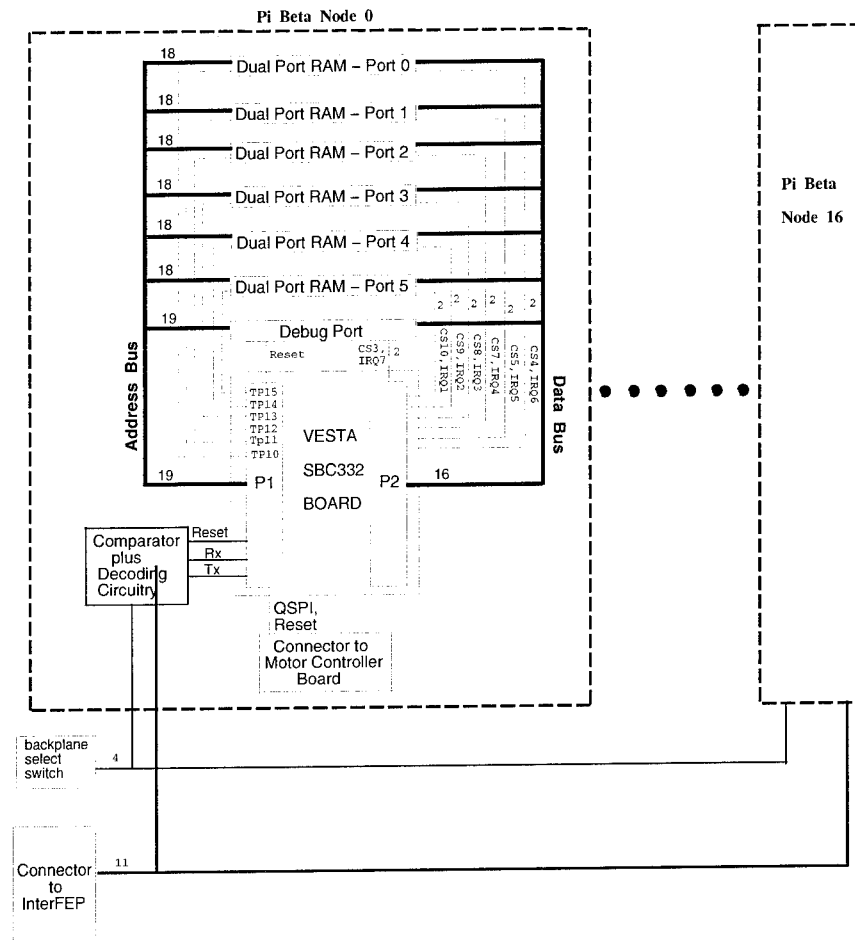 Pi Beta Node 0
18
Dual Port RAM – Port 0
18
Dual Port RAM – Port 1
18
Dual Port RAM – Port 2
18
Dual Port RAM – Port 3
18
Dual Port RAM – Port 4
18
Dual Port RAM – Port 5
19
Debug Port
Reset
CS3,
IRQ7
2
2
2
2
2
2
2
CS10,IRQ1
CS9,IRQ2
CS8,IRQ3
CS7,IRQ4
CS5,IRQ5
CS4,IRQ6
Address Bus
Data Bus
TP15
TP14
TP13
TP12
Tp11
TP10
VESTA
SBC332
BOARD
19
P1
P2
16
Comparator
plus
Decoding
Circuitry
Reset
Rx
Tx
QSPI,
Reset
Connector to
Motor Controller
Board
Pi Beta
Node 16
backplane
select
switch
4
Connector
to
InterFEP
11